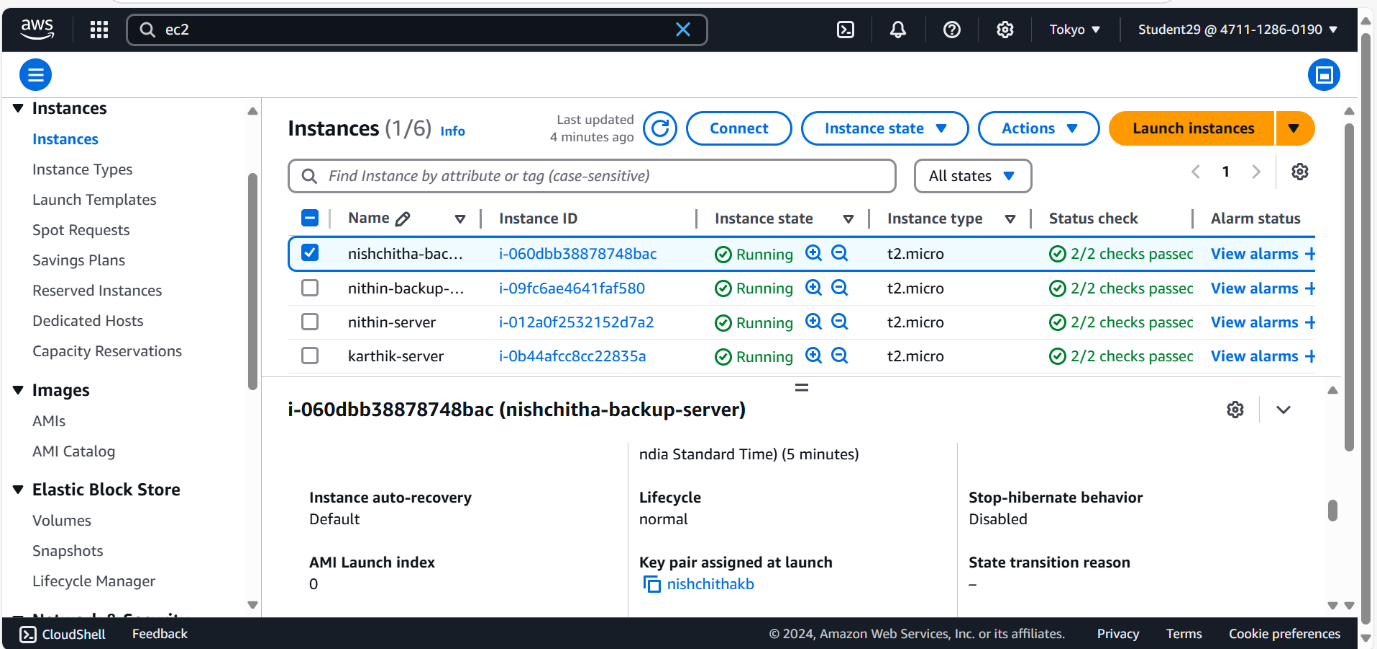 aws
ec2
Tokyo
Student29 @ 4711-1286-0190
Instances
Instances
Instance Types
Launch Templates
Spot Requests
Savings Plans
Reserved Instances
Dedicated Hosts
Capacity Reservations
Images
AMIs
AMI Catalog
Elastic Block Store
Volumes
Snapshots
Lifecycle Manager
Network & Security
Instances (1/6) Info
Last updated
4 minutes ago
Connect
Instance state
Actions
Launch instances
Find Instance by attribute or tag (case-sensitive)
All states
1
Name Instance ID Instance state Instance type Status check Alarm status
nishchitha-bac... i-060dbb38878748bac Running t2.micro 2/2 checks passed View alarms +
nithin-backup-... i-09fc6ae4641faf580 Running t2.micro 2/2 checks passed View alarms +
nithin-server i-012a0f2532152d7a2 Running t2.micro 2/2 checks passed View alarms +
karthik-server i-0b44afcc8cc22835a Running t2.micro 2/2 checks passed View alarms +
i-060dbb38878748bac (nishchitha-backup-server)
ndia Standard Time) (5 minutes)
Instance auto-recovery
Default
Lifecycle
normal
Stop-hibernate behavior
Disabled
AMI Launch index
0
Key pair assigned at launch
nishchithakb
State transition reason
–
CloudShell Feedback © 2024, Amazon Web Services, Inc. or its affiliates. Privacy Terms Cookie preferences